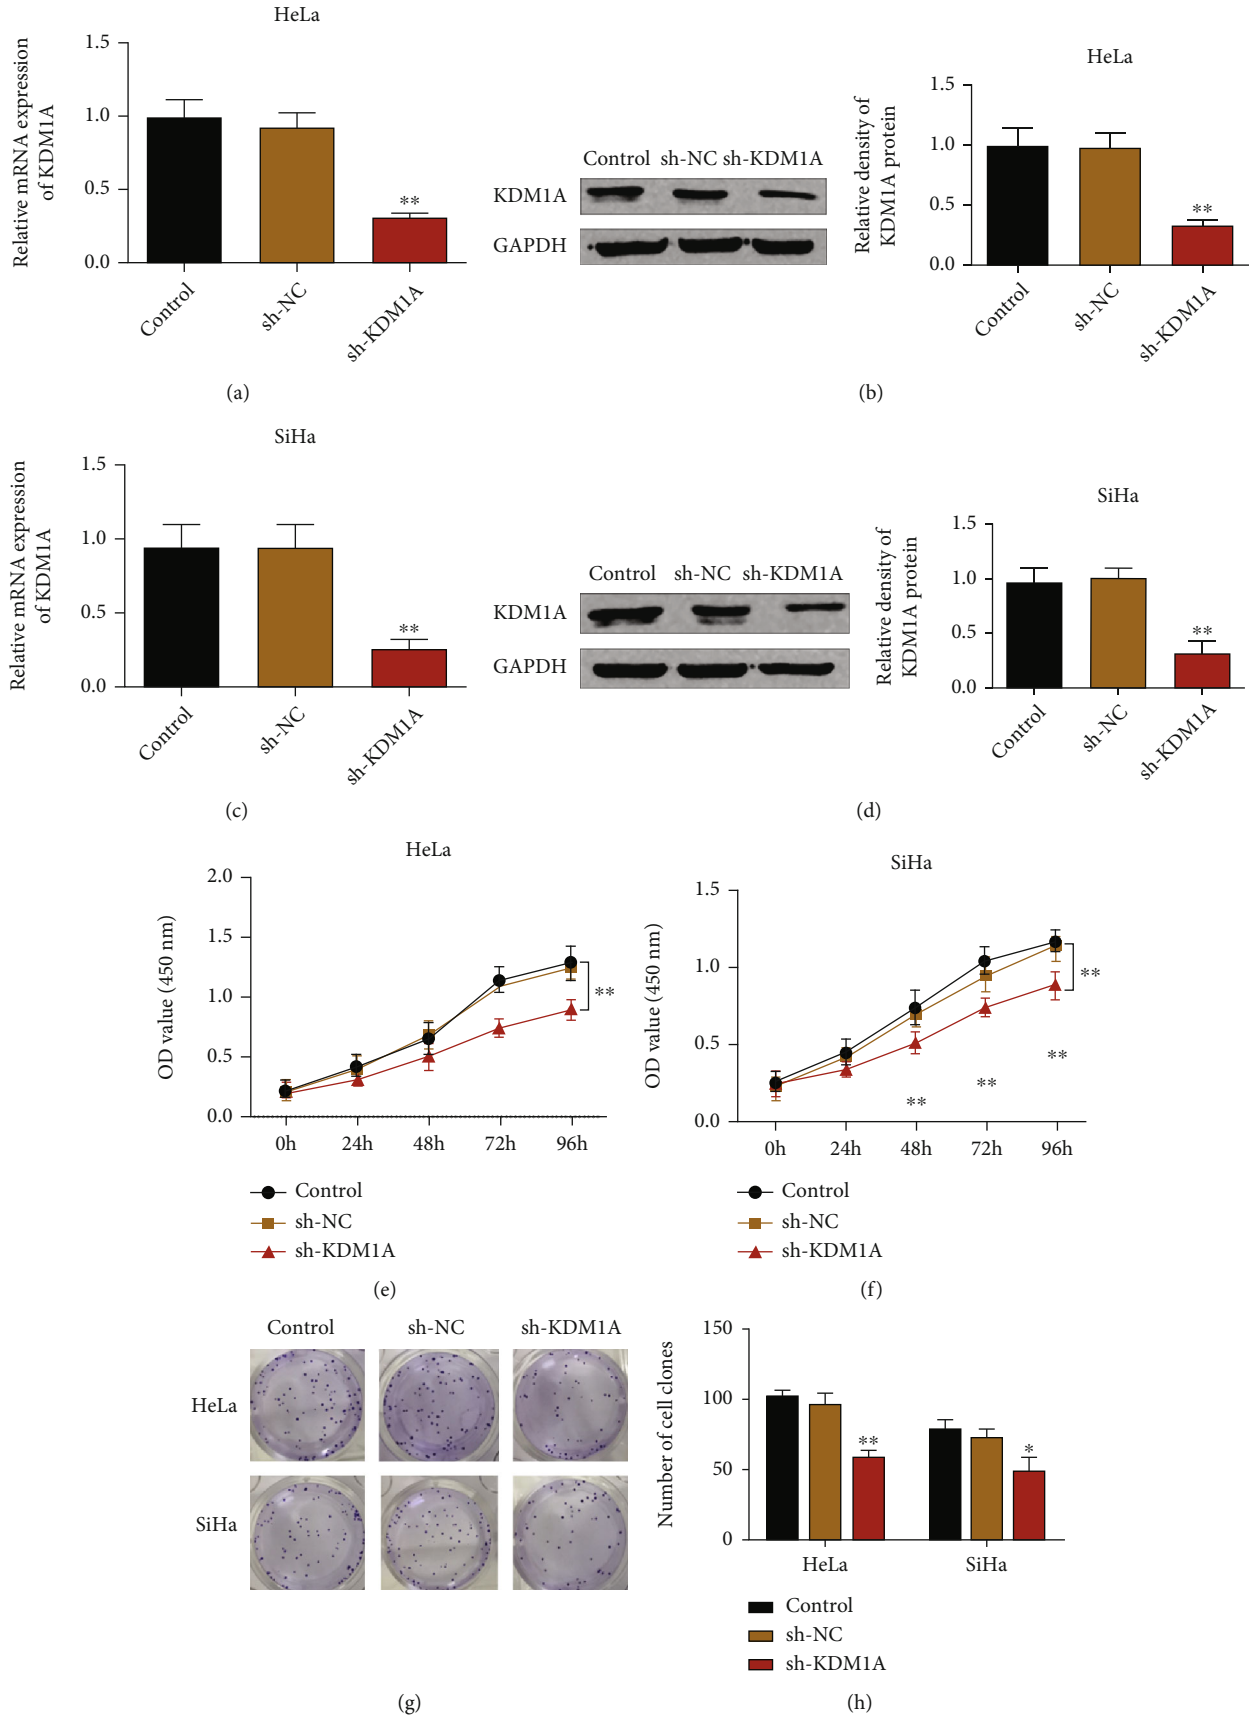 HeLa
Relative mRNA expression
of KDM1A
1.5
1.0
0.5
0.0
**
Control
sh-NC
sh-KDM1A
(a)
Control sh-NC sh-KDM1A
KDM1A
GAPDH
HeLa
Relative density of
KDM1A protein
1.5
1.0
0.5
0.0
**
Control
sh-NC
sh-KDM1A
(b)
SiHa
Relative mRNA expression
of KDM1A
1.5
1.0
0.5
0.0
**
Control
sh-NC
sh-KDM1A
(c)
Control sh-NC sh-KDM1A
KDM1A
GAPDH
SiHa
Relative density of
KDM1A protein
1.5
1.0
0.5
0.0
**
Control
sh-NC
sh-KDM1A
(d)
HeLa
OD value (450 nm)
2.0
1.5
1.0
0.5
0.0
**
0h 24h 48h 72h 96h
Control
sh-NC
sh-KDM1A
(e)
SiHa
OD value (450 nm)
1.5
1.0
0.5
0.0
**
**
**
**
0h 24h 48h 72h 96h
Control
sh-NC
sh-KDM1A
(f)
Control sh-NC sh-KDM1A
HeLa
SiHa
(g)
Number of cell clones
150
100
50
0
**
*
HeLa SiHa
Control
sh-NC
sh-KDM1A
(h)